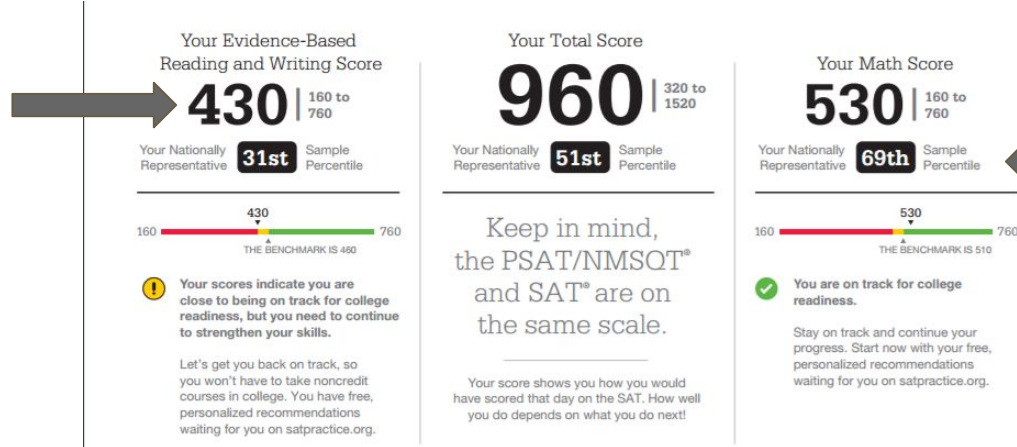 Your Evidence-Based
Reading and Writing Score
430 | 160 to
760
Your Nationally
Representative 31st Sample
Percentile
160 430 760
THE BENCHMARK IS 460
Your scores indicate you are
close to being on track for college
readiness, but you need to continue
to strengthen your skills.
Let's get you back on track, so
you won't have to take noncredit
courses in college. You have free,
personalized recommendations
waiting for you on satpractice.org.
Your Total Score
960 | 320 to
1520
Your Nationally
Representative 51st Sample
Percentile
Keep in mind,
the PSAT/NMSQT®
and SAT® are on
the same scale.
Your score shows you how you would
have scored that day on the SAT. How well
you do depends on what you do next!
Your Math Score
530 | 160 to
760
Your Nationally
Representative 69th Sample
Percentile
160 530 760
THE BENCHMARK IS 510
You are on track for college
readiness.
Stay on track and continue your
progress. Start now with your free,
personalized recommendations
waiting for you on satpractice.org.